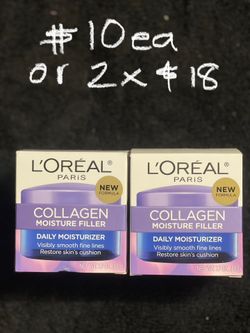 $10ea
or 2x $18
L'ORÉAL
PARIS
NEW
FORMULA
COLLAGEN
MOISTURE FILLER
DAILY MOISTURIZER
Visibly smooth fine lines
Restore skin's cushion
L'ORÉAL
PARIS
NEW
FORMULA
COLLAGEN
MOISTURE FILLER
DAILY MOISTURIZER
Visibly smooth fine lines
Restore skin's cushion